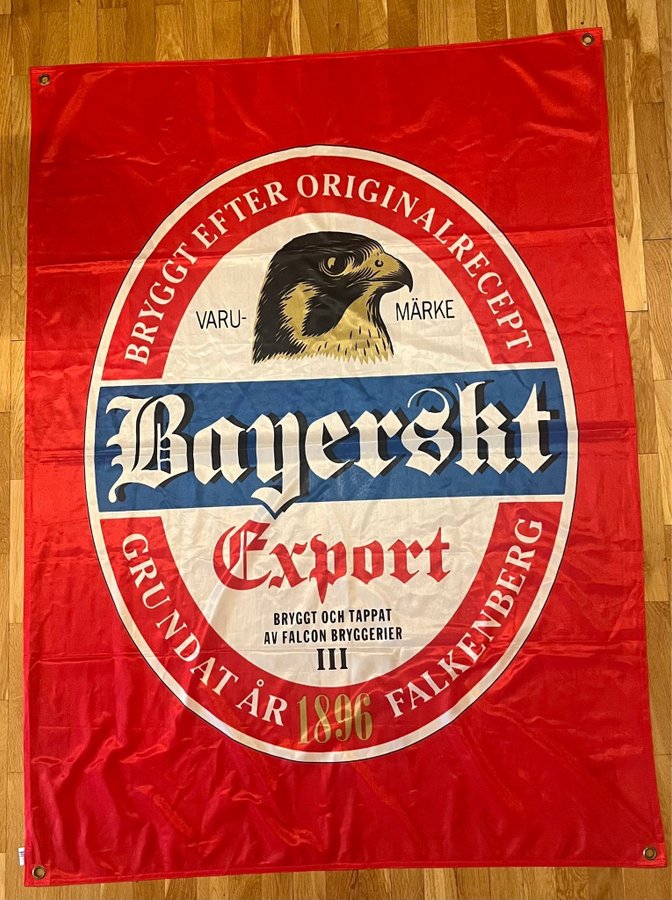 BRYGGT EFTER ORIGINALRECEPT
VARU- MÄRKE
Bayerskt
Export
BRYGGT OCH TAPPAT
AV FALCON BRYGGERIER
III
GRUNDAT ÅR 1896 FALKENBERG